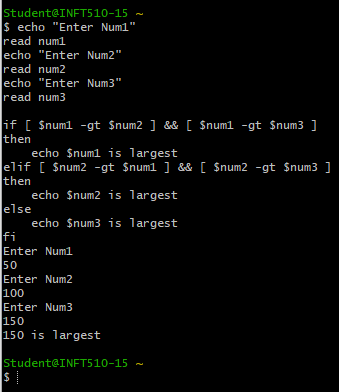 Student@INFT510-15 ~
$ echo "Enter Num1"
read num1
echo "Enter Num2"
read num2
echo "Enter Num3"
read num3

if [ $num1 -gt $num2 ] && [ $num1 -gt $num3 ]
then
    echo $num1 is largest
elif [ $num2 -gt $num1 ] && [ $num2 -gt $num3 ]
then
    echo $num2 is largest
else
    echo $num3 is largest
fi
Enter Num1
50
Enter Num2
100
Enter Num3
150
150 is largest

Student@INFT510-15 ~
$